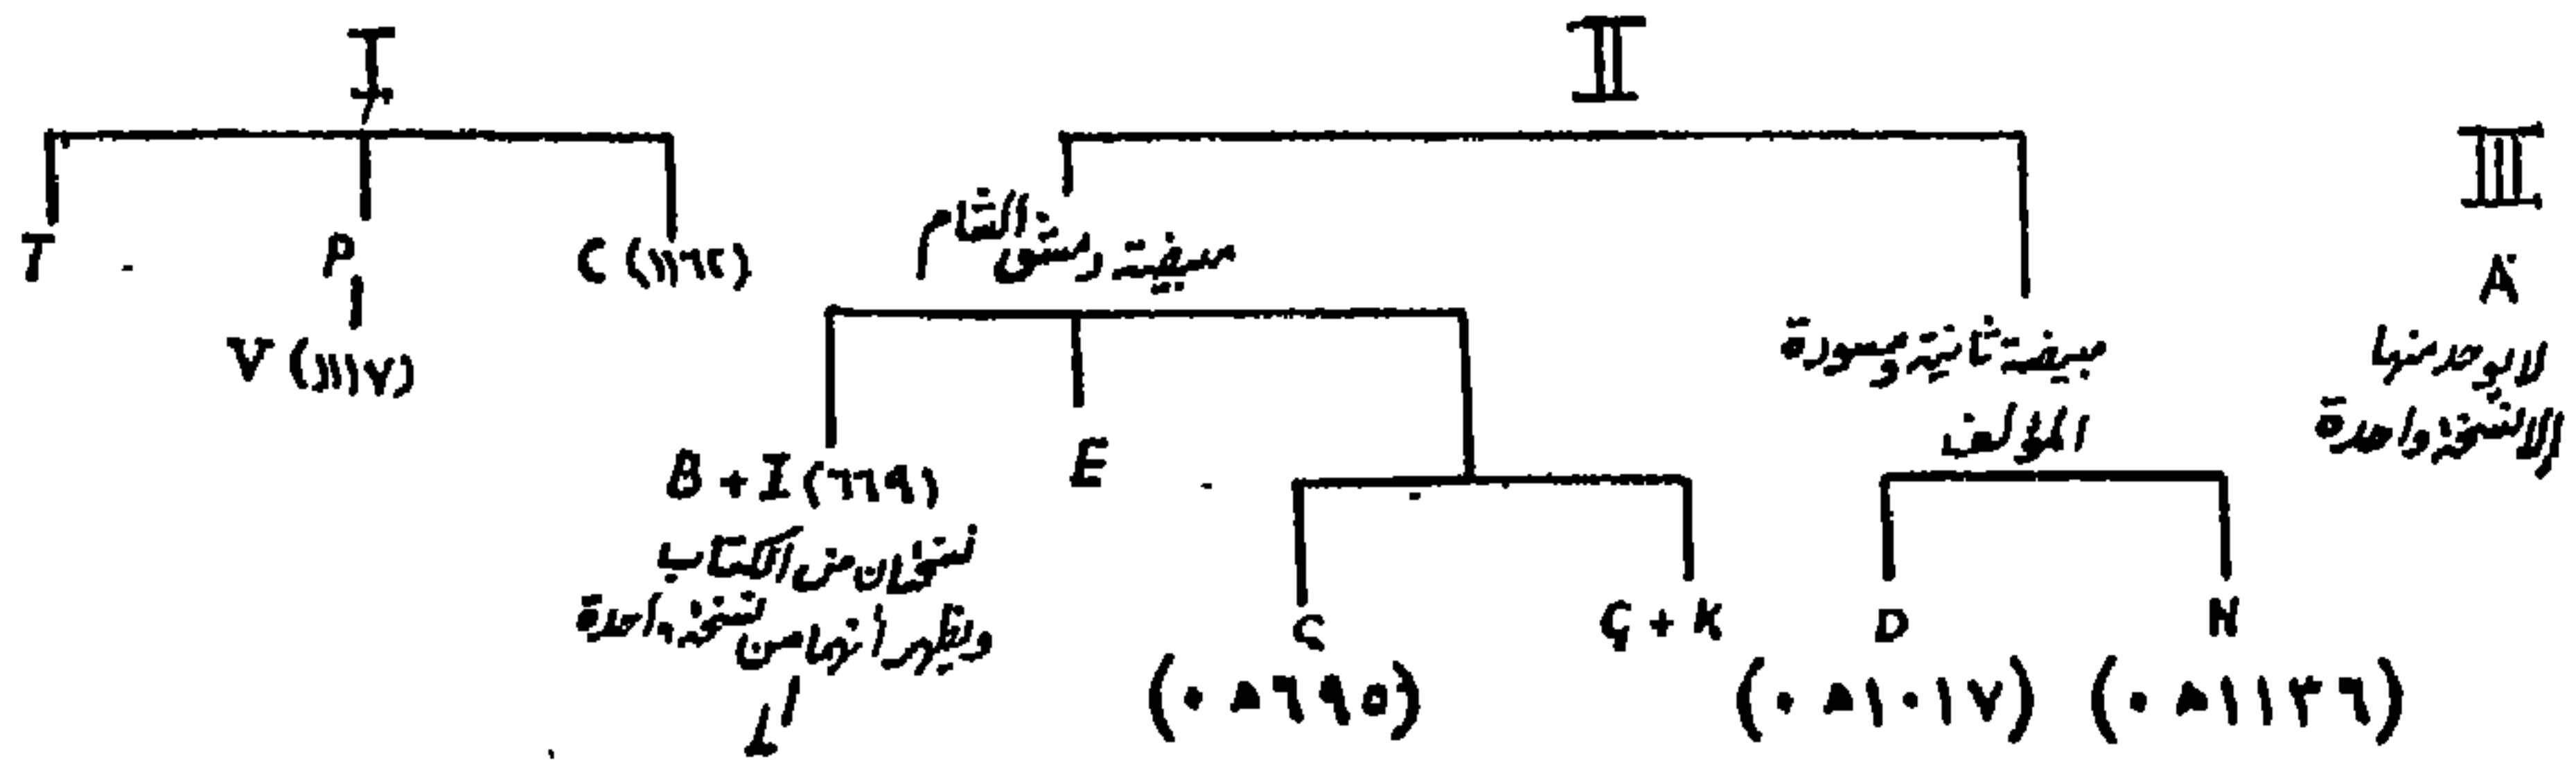 I
II
III
T
P
C (١١٦٢)
V (١١١٧)
مبيضة دمشق الشام
مبيضة ثانية ومسودة
المؤلف
A
لا يوجد منها
إلا نسخة واحدة
B + I (٦٦٩)
نسختان من الكتاب
ويظهر أنهما من نسخة واحدة
E
Ç + K
D
H
(٦٩٥ هـ.)
(١٠١٧ هـ.)
(١١٣٦ هـ.)